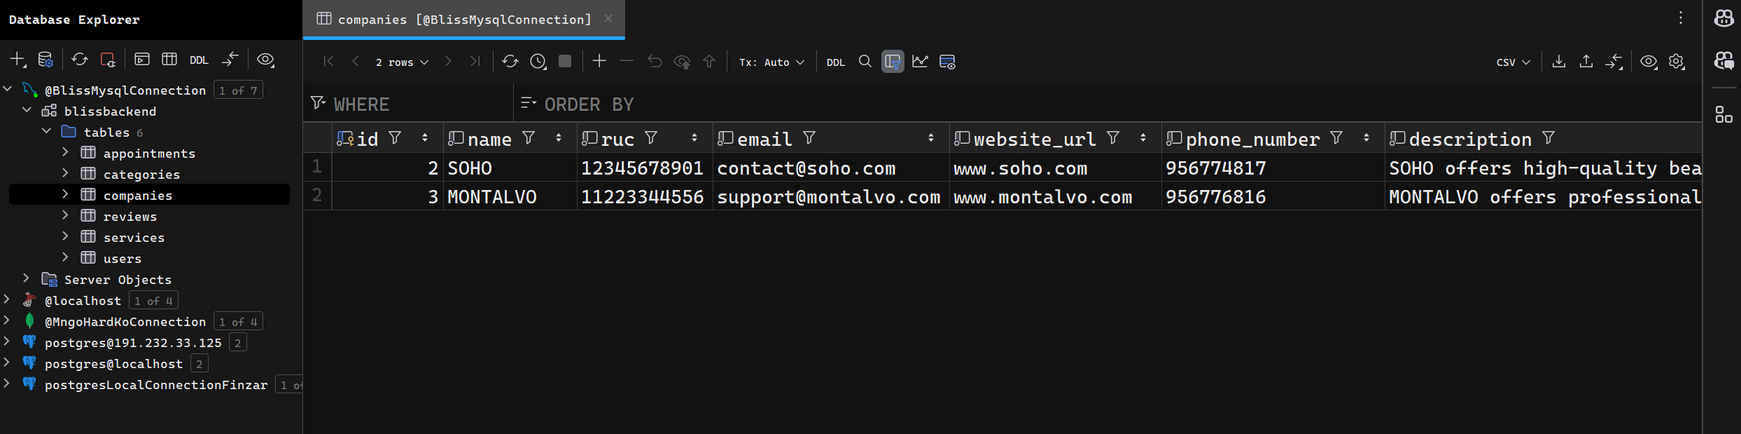 Database Explorer
companies [@BlissMysqlConnection]
DDL
2 rows
Tx: Auto
DDL
CSV
@BlissMysqlConnection 1 of 7
blissbackend
tables 6
appointments
categories
companies
reviews
services
users
Server Objects
@localhost 1 of 4
@MngoHardKoConnection 1 of 4
postgres@191.232.33.125 2
postgres@localhost 2
postgresLocalConnectionFinzar 1 of
WHERE ORDER BY
id name ruc email website_url phone_number description
1 2 SOHO 12345678901 contact@soho.com www.soho.com 956774817 SOHO offers high-quality bea
2 3 MONTALVO 11223344556 support@montalvo.com www.montalvo.com 956776816 MONTALVO offers professional